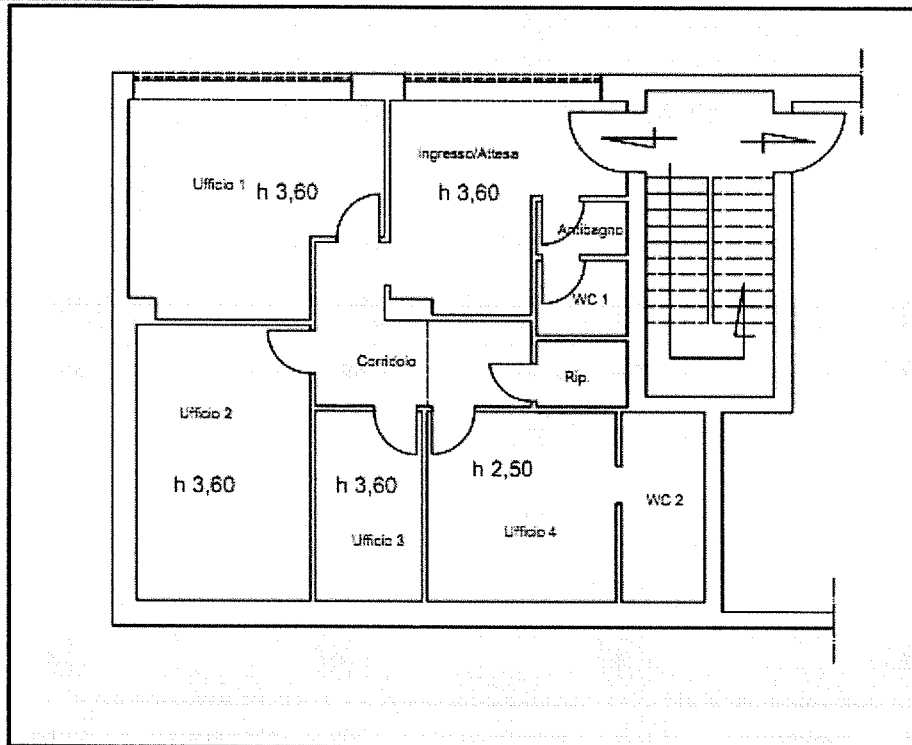 Ingresso/Attesa
Ufficio 1
h 3,60
h 3,60
Antibagno
WC 1
Corridoio
Rip.
Ufficio 2
h 3,60
h 3,60
h 2,50
WC 2
Ufficio 3
Ufficio 4